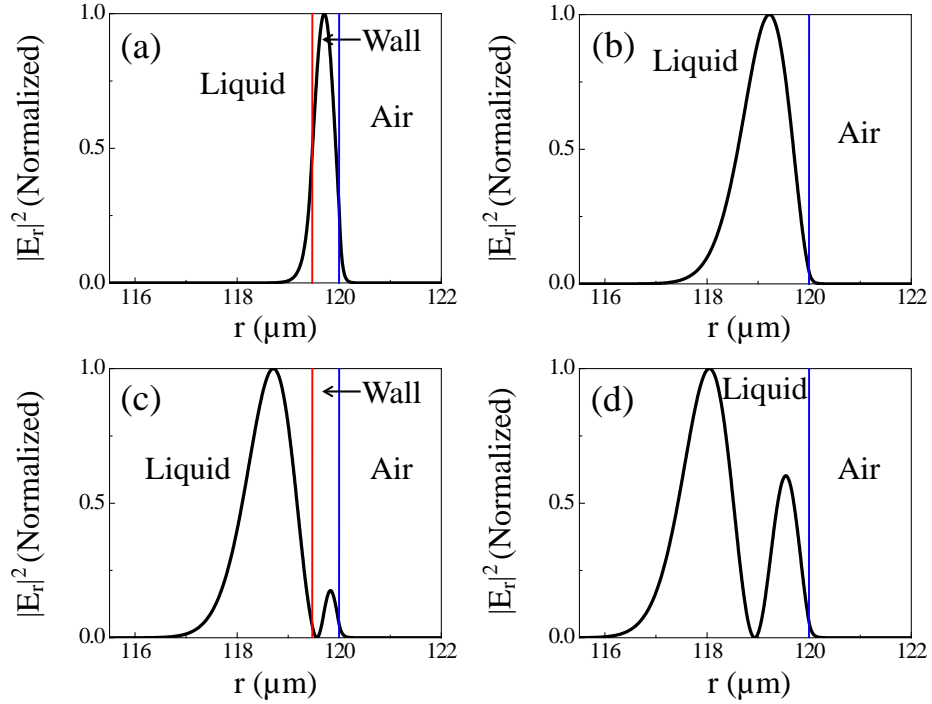 (a)
Wall
Liquid
Air
|E_r|² (Normalized)
1.0
0.5
0.0
116 118 120 122
r (μm)
(b)
Liquid
Air
|E_r|² (Normalized)
1.0
0.5
0.0
116 118 120 122
r (μm)
(c)
Wall
Liquid
Air
|E_r|² (Normalized)
1.0
0.5
0.0
116 118 120 122
r (μm)
(d)
Liquid
Air
|E_r|² (Normalized)
1.0
0.5
0.0
116 118 120 122
r (μm)